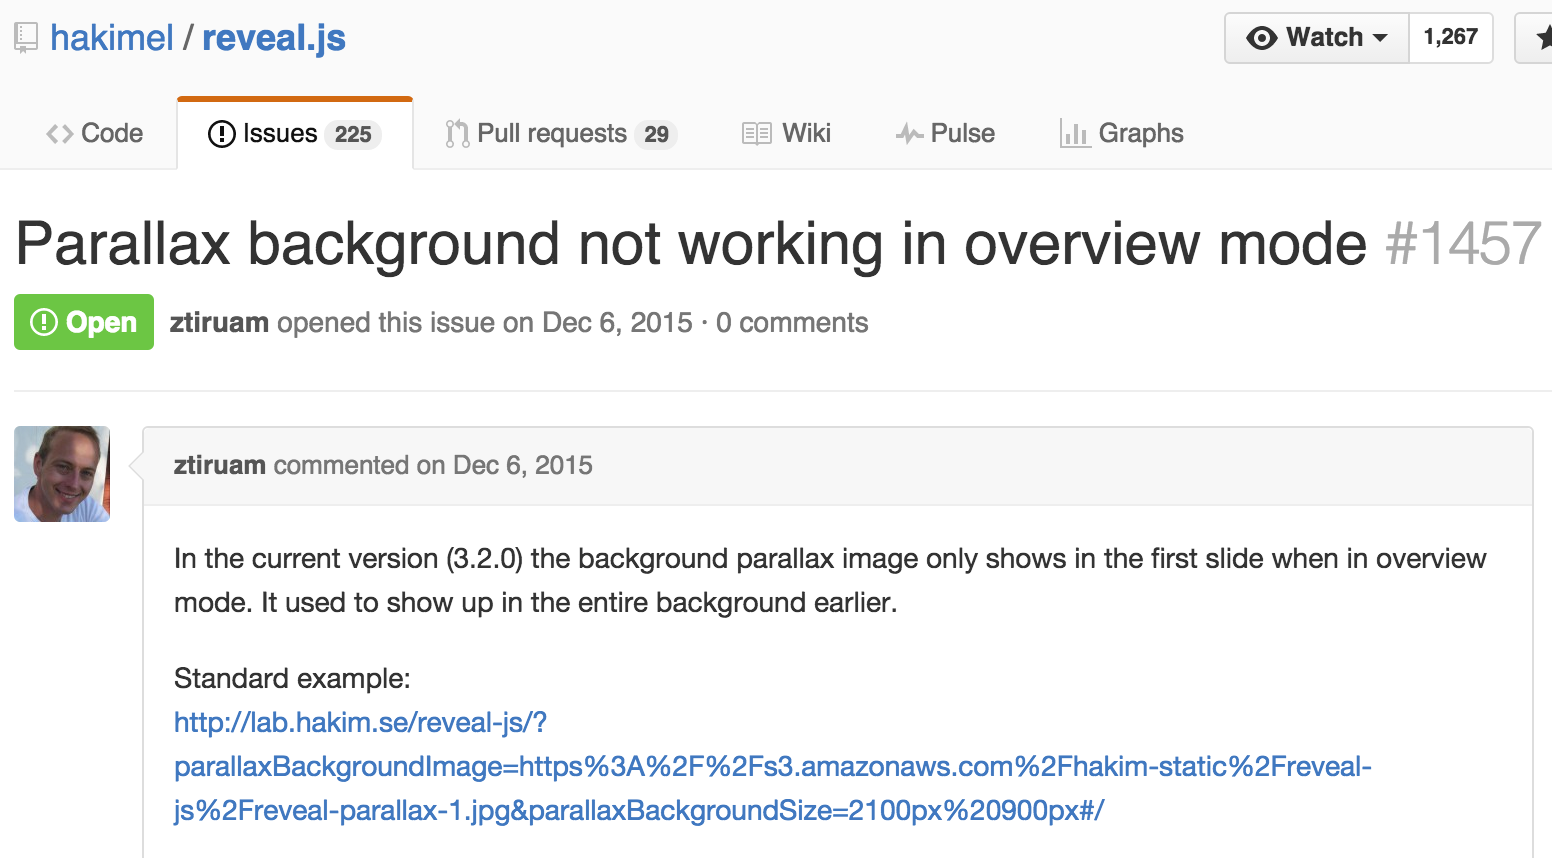 hakimel / reveal.js
Watch 1,267
Code Issues 225 Pull requests 29 Wiki Pulse Graphs
Parallax background not working in overview mode #1457
Open ztiruam opened this issue on Dec 6, 2015 · 0 comments
ztiruam commented on Dec 6, 2015
In the current version (3.2.0) the background parallax image only shows in the first slide when in overview
mode. It used to show up in the entire background earlier.
Standard example:
http://lab.hakim.se/reveal-js/?
parallaxBackgroundImage=https%3A%2F%2Fs3.amazonaws.com%2Fhakim-static%2Freveal-
js%2Freveal-parallax-1.jpg&parallaxBackgroundSize=2100px%20900px#/